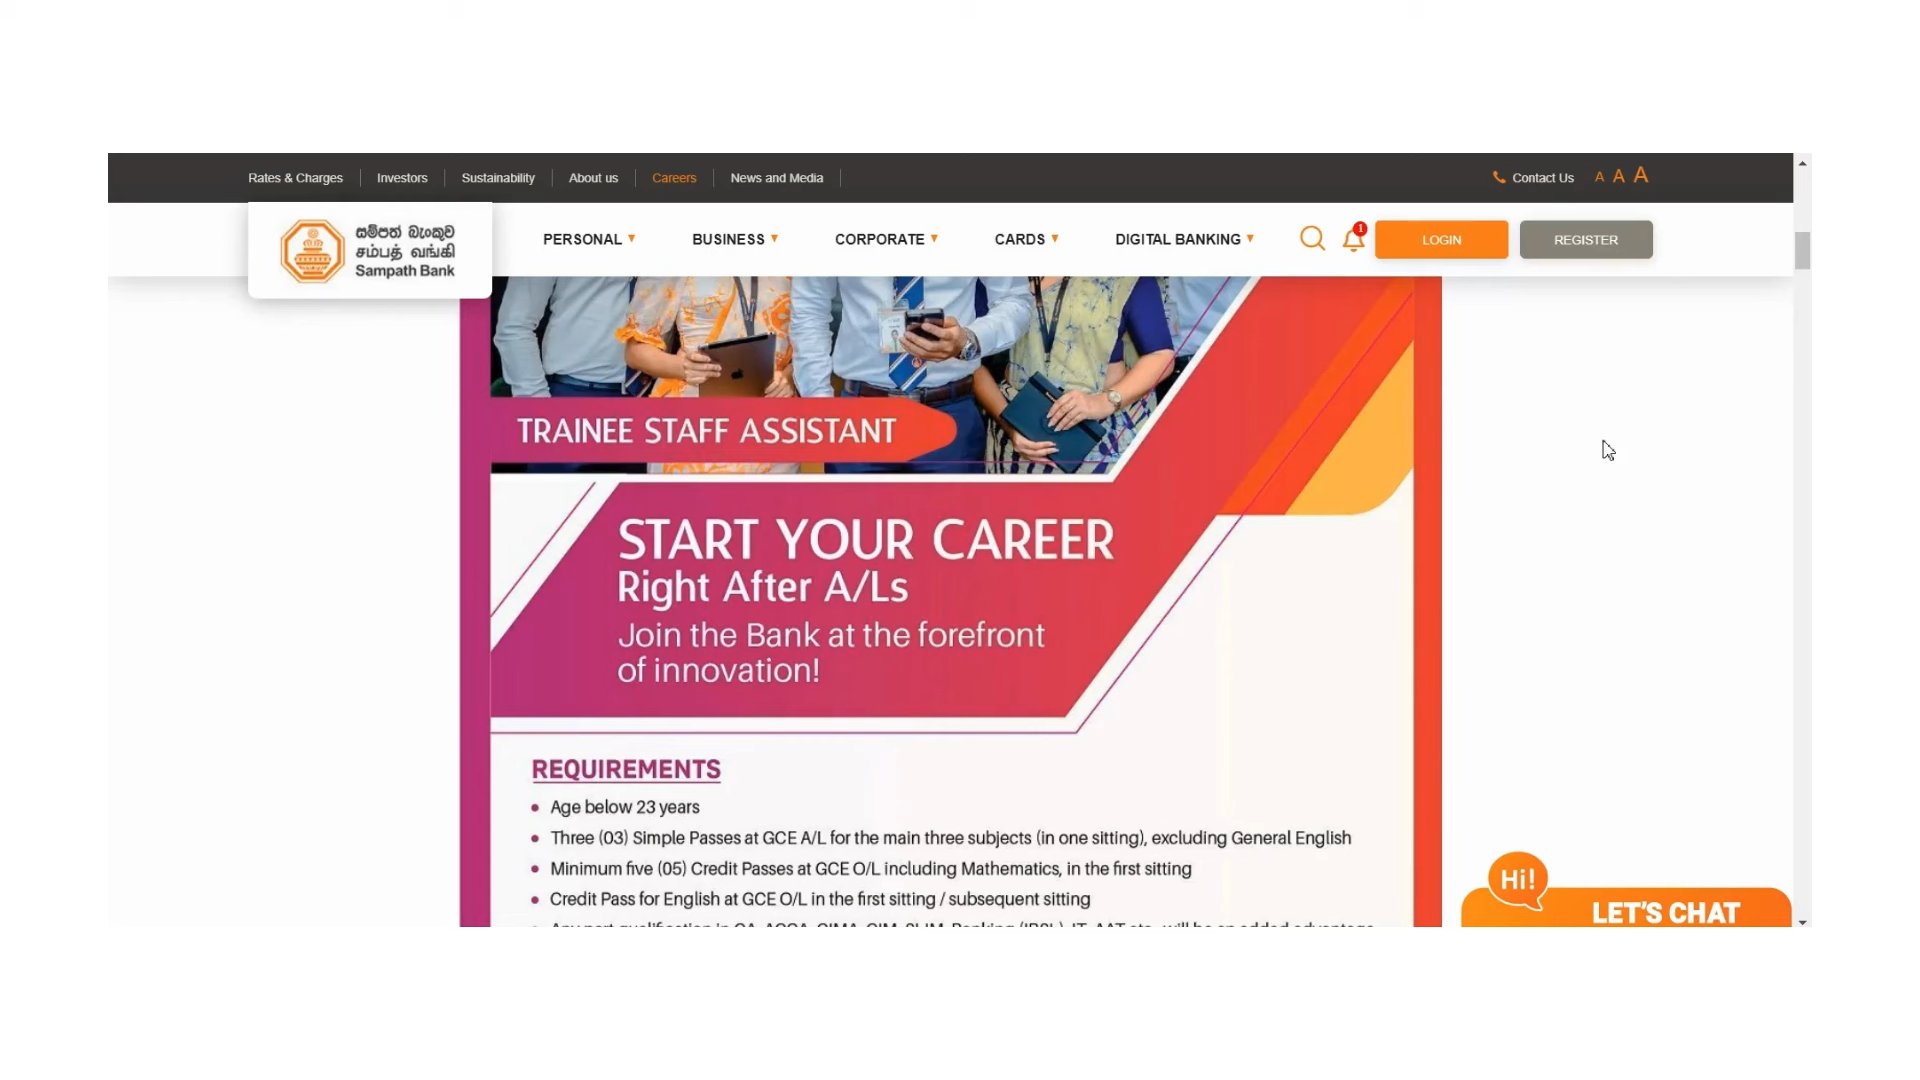 Rates & Charges
Investors
Sustainability
About us
Careers
News and Media
Contact Us
A A A
සම්පත් බැංකුව
சம்பத் வங்கி
Sampath Bank
PERSONAL
BUSINESS
CORPORATE
CARDS
DIGITAL BANKING
1
LOGIN
REGISTER
TRAINEE STAFF ASSISTANT
START YOUR CAREER
Right After A/Ls
Join the Bank at the forefront
of innovation!
REQUIREMENTS
• Age below 23 years
• Three (03) Simple Passes at GCE A/L for the main three subjects (in one sitting), excluding General English
• Minimum five (05) Credit Passes at GCE O/L including Mathematics, in the first sitting
• Credit Pass for English at GCE O/L in the first sitting / subsequent sitting
Hi!
LET'S CHAT